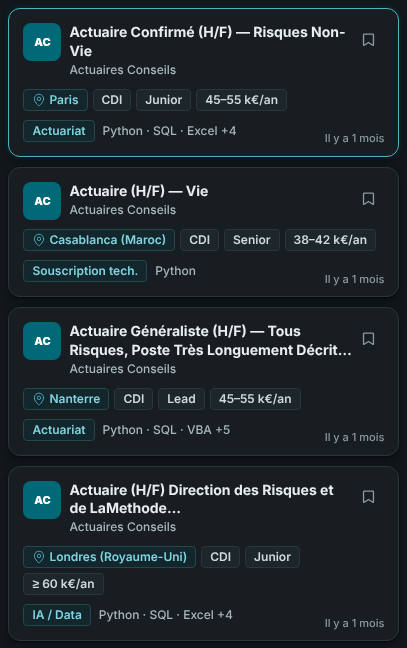 AC
Actuaire Confirmé (H/F) — Risques Non-
Vie
Actuaires Conseils
Paris CDI Junior 45–55 k€/an
Actuariat Python · SQL · Excel +4
Il y a 1 mois
AC
Actuaire (H/F) — Vie
Actuaires Conseils
Casablanca (Maroc) CDI Senior 38–42 k€/an
Souscription tech. Python
Il y a 1 mois
AC
Actuaire Généraliste (H/F) — Tous
Risques, Poste Très Longuement Décrit…
Actuaires Conseils
Nanterre CDI Lead 45–55 k€/an
Actuariat Python · SQL · VBA +5
Il y a 1 mois
AC
Actuaire (H/F) Direction des Risques et
de LaMethode…
Actuaires Conseils
Londres (Royaume-Uni) CDI Junior
≥ 60 k€/an
IA / Data Python · SQL · Excel +4
Il y a 1 mois